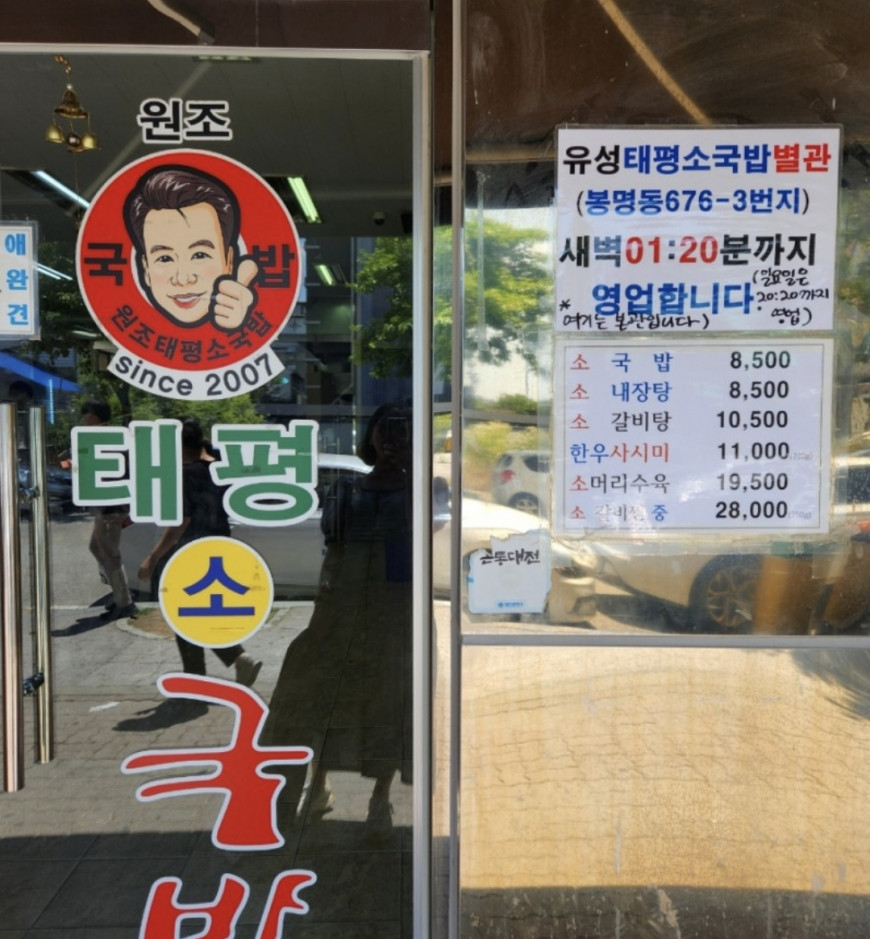 원조
국 밥
원조태평소국밥
since 2007
태평
소
국
밥
애
완
견
유성태평소국밥별관
(봉명동676-3번지)
새벽01:20분까지
영업합니다.
(일요일은
20:20까지
영업)
*여기는 본관입니다)
소 국 밥 8,500
소 내장탕 8,500
소 갈비탕 10,500
한우사시미 11,000
소머리수육 19,500
소 갈비찜 중 28,000